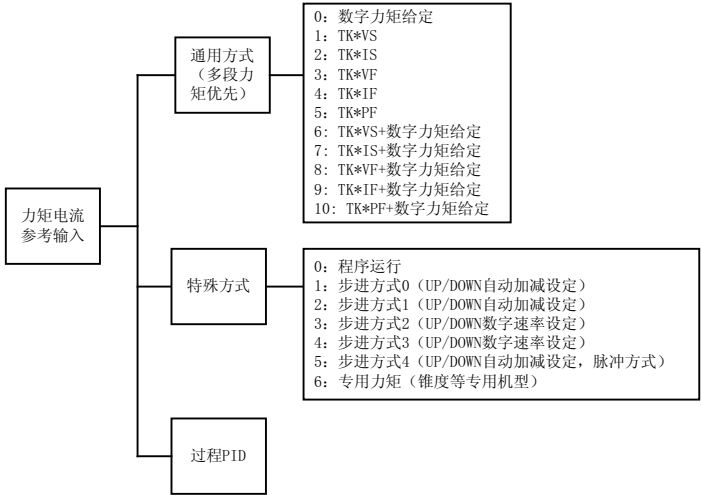 力矩电流
参考输入
通用方式
（多段力
矩优先）
0：数字力矩给定
1：TK*VS
2：TK*IS
3：TK*VF
4：TK*IF
5：TK*PF
6：TK*VS+数字力矩给定
7：TK*IS+数字力矩给定
8：TK*VF+数字力矩给定
9：TK*IF+数字力矩给定
10：TK*PF+数字力矩给定
特殊方式
0：程序运行
1：步进方式0（UP/DOWN自动加减设定）
2：步进方式1（UP/DOWN自动加减设定）
3：步进方式2（UP/DOWN数字速率设定）
4：步进方式3（UP/DOWN数字速率设定）
5：步进方式4（UP/DOWN自动加减设定，脉冲方式）
6：专用力矩（锥度等专用机型）
过程PID